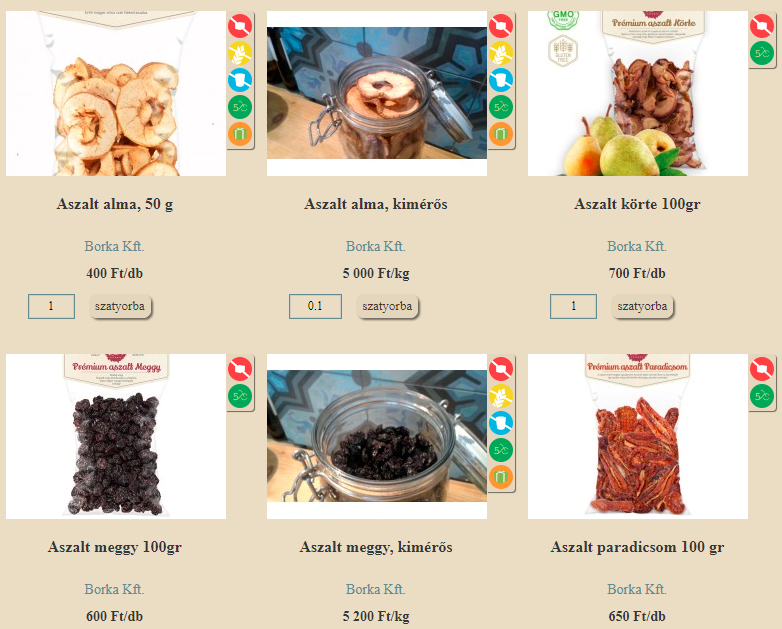 GMO
FREE
GLUTEN
FREE
Prémium aszalt Körte
Aszalt alma, 50 g
Aszalt alma, kimérős
Aszalt körte 100gr
Borka Kft.
Borka Kft.
Borka Kft.
400 Ft/db
5 000 Ft/kg
700 Ft/db
1
szatyorba
0.1
szatyorba
1
szatyorba
Prémium aszalt Meggy
Prémium aszalt Paradicsom
Aszalt meggy 100gr
Aszalt meggy, kimérős
Aszalt paradicsom 100 gr
Borka Kft.
Borka Kft.
Borka Kft.
600 Ft/db
5 200 Ft/kg
650 Ft/db